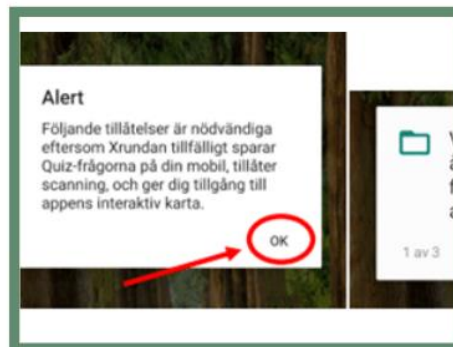 Alert
Följande tillåtelser är nödvändiga
eftersom Xrundan tillfälligt sparar
Quiz-frågorna på din mobil, tillåter
scanning, och ger dig tillgång till
appens interaktiv karta.
OK
1 av 3